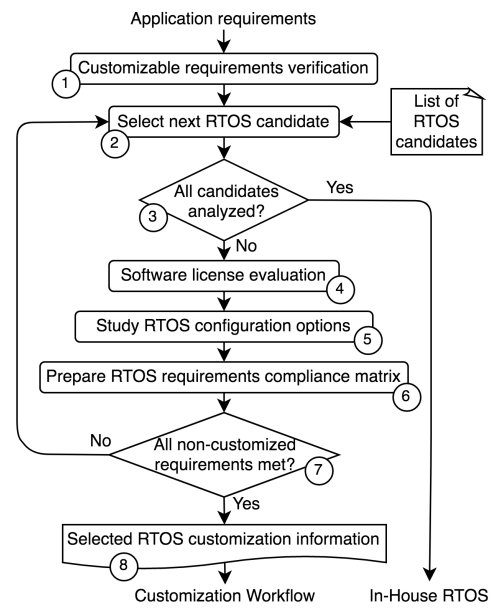 Application requirements
Customizable requirements verification
1
Select next RTOS candidate
2
List of
RTOS
candidates
All candidates
analyzed?
3
Yes
No
Software license evaluation
4
Study RTOS configuration options
5
Prepare RTOS requirements compliance matrix
6
No
All non-customized
requirements met?
7
Yes
Selected RTOS customization information
8
Customization Workflow
In-House RTOS